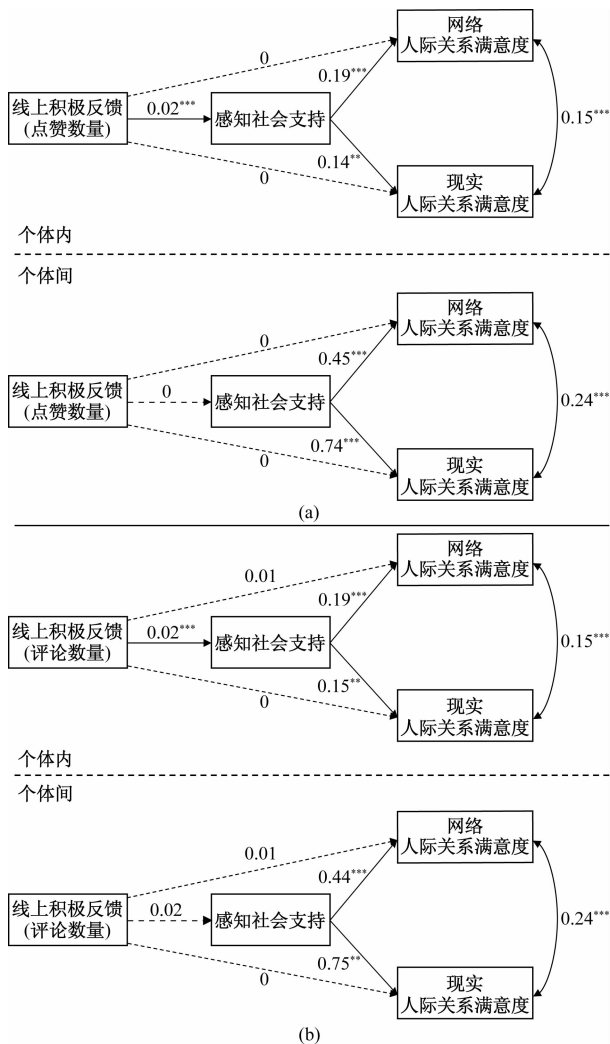 网络
人际关系满意度
0
0.19***
线上积极反馈
(点赞数量)
0.02***
感知社会支持
0.15***
0.14**
0
现实
人际关系满意度
个体内
个体间
网络
人际关系满意度
0
0.45***
线上积极反馈
(点赞数量)
0
感知社会支持
0.24***
0.74***
0
现实
人际关系满意度
(a)
网络
人际关系满意度
0.01
0.19***
线上积极反馈
(评论数量)
0.02***
感知社会支持
0.15***
0.15**
0
现实
人际关系满意度
个体内
个体间
网络
人际关系满意度
0.01
0.44***
线上积极反馈
(评论数量)
0.02
感知社会支持
0.24***
0.75**
0
现实
人际关系满意度
(b)